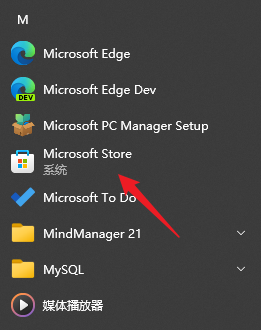 M
Microsoft Edge
DEV
Microsoft Edge Dev
Microsoft PC Manager Setup
Microsoft Store
系统
Microsoft To Do
MindManager 21
MySQL
媒体播放器